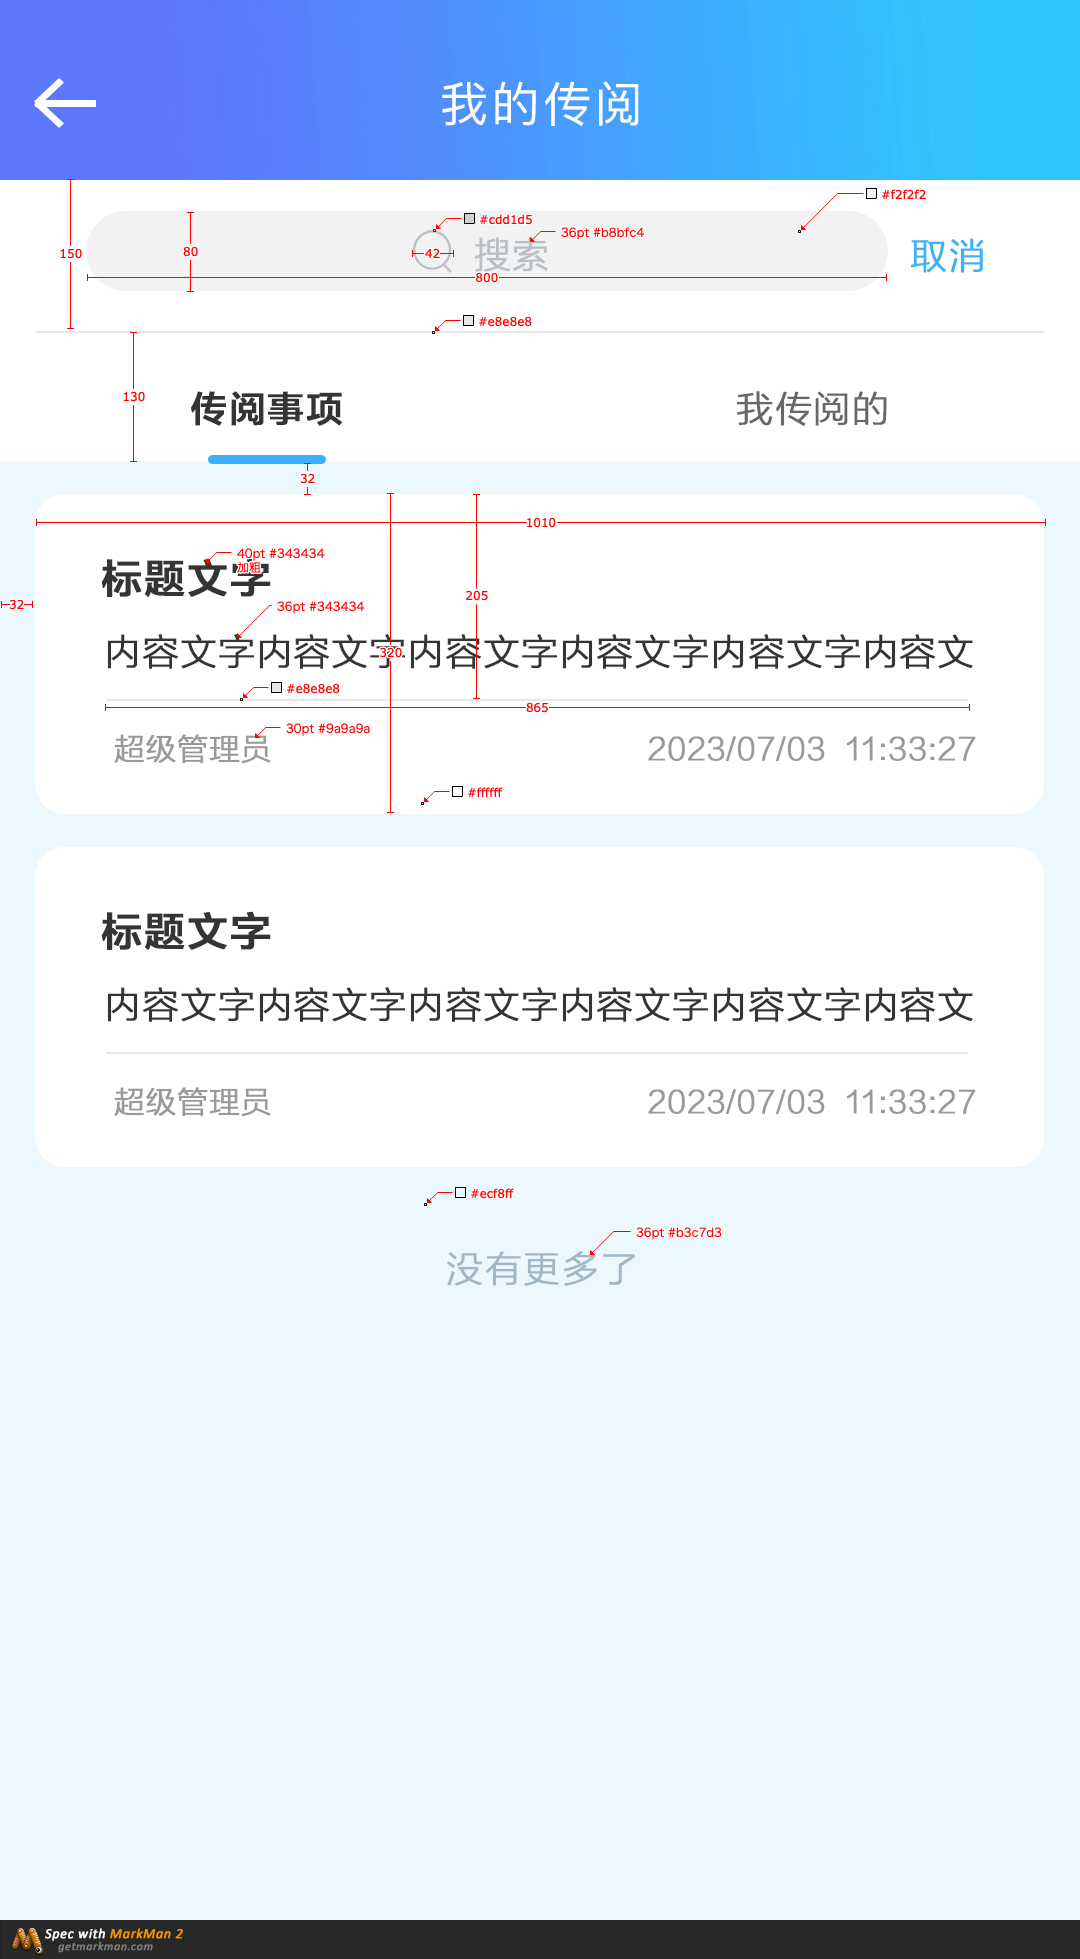 我的传阅
#f2f2f2
#cdd1d5
36pt #b8bfc4
150
80
42
搜索
取消
800
#e8e8e8
130
传阅事项
我传阅的
32
1010
40pt #343434
加粗
标题文字
205
32
36pt #343434
内容文字内容文字内容文字内容文字内容文字内容文
320
#e8e8e8
865
30pt #9a9a9a
超级管理员
2023/07/03 11:33:27
#ffffff
标题文字
内容文字内容文字内容文字内容文字内容文字内容文
超级管理员
2023/07/03 11:33:27
#ecf8ff
36pt #b3c7d3
没有更多了
Spec with MarkMan 2
getmarkman.com